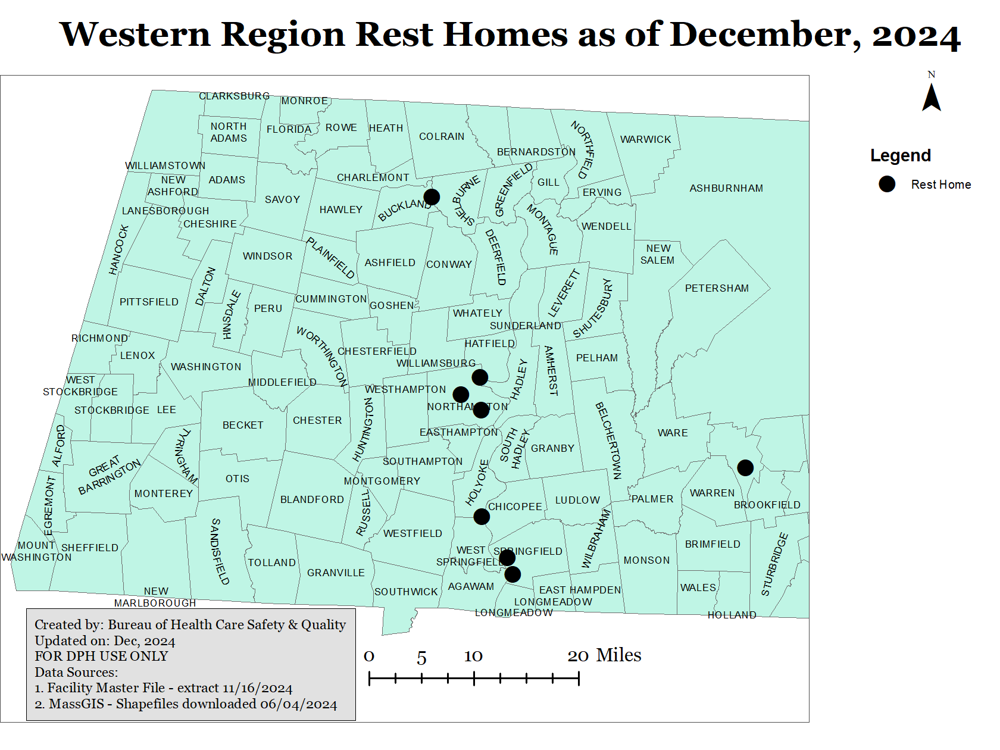 Western Region Rest Homes as of December, 2024
N
Legend
Rest Home
CLARKSBURG
MONROE
NORTH
ADAMS
FLORIDA
ROWE
HEATH
COLRAIN
BERNARDSTON
NORTHFIELD
WARWICK
WILLIAMSTOWN
NEW
ASHFORD
ADAMS
CHARLEMONT
SHELBURNE
GREENFIELD
GILL
ERVING
ASHBURNHAM
SAVOY
HAWLEY
BUCKLAND
LANESBOROUGH
CHESHIRE
HANCOCK
MONTAGUE
WENDELL
WINDSOR
PLAINFIELD
ASHFIELD
CONWAY
DEERFIELD
NEW
SALEM
PITTSFIELD
DALTON
HINSDALE
PERU
CUMMINGTON
GOSHEN
WHATELY
SUNDERLAND
LEVERETT
SHUTESBURY
PETERSHAM
RICHMOND
LENOX
WASHINGTON
WORTHINGTON
CHESTERFIELD
WILLIAMSBURG
HATFIELD
HADLEY
AMHERST
PELHAM
WEST
STOCKBRIDGE
MIDDLEFIELD
WESTHAMPTON
STOCKBRIDGE
LEE
BECKET
CHESTER
HUNTINGTON
EASTHAMPTON
SOUTH
HADLEY
GRANBY
BELCHERTOWN
WARE
ALFORD
GREAT
BARRINGTON
TYRINGHAM
OTIS
SOUTHAMPTON
MONTGOMERY
HOLYOKE
EGREMONT
MONTEREY
BLANDFORD
RUSSELL
CHICOPEE
LUDLOW
PALMER
WARREN
BROOKFIELD
MOUNT
WASHINGTON
SHEFFIELD
SANDISFIELD
TOLLAND
WESTFIELD
WEST
SPRINGFIELD
SPRINGFIELD
WILBRAHAM
MONSON
BRIMFIELD
STURBRIDGE
GRANVILLE
NEW
MARLBOROUGH
SOUTHWICK
AGAWAM
EAST
LONGMEADOW
HAMPDEN
LONGMEADOW
WALES
HOLLAND
NORTHAMPTON
Created by: Bureau of Health Care Safety & Quality
Updated on: Dec, 2024
FOR DPH USE ONLY
Data Sources:
1. Facility Master File - extract 11/16/2024
2. MassGIS - Shapefiles downloaded 06/04/2024
0 5 10 20 Miles